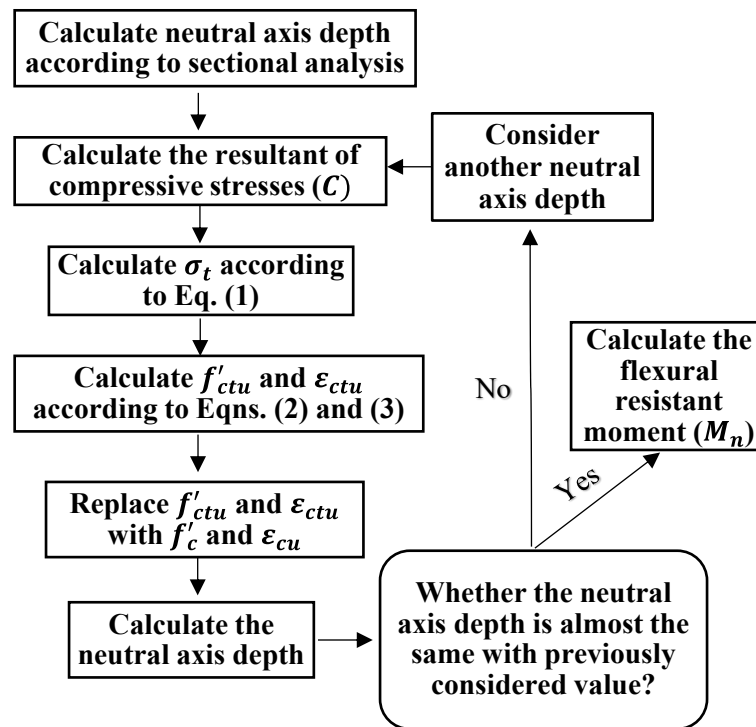 Calculate neutral axis depth
according to sectional analysis
Calculate the resultant of
compressive stresses (C)
Calculate σₜ according
to Eq. (1)
Calculate f′ctu and εctu
according to Eqns. (2) and (3)
Replace f′ctu and εctu
with f′c and εcu
Calculate the
neutral axis depth
Whether the neutral
axis depth is almost the
same with previously
considered value?
No
Consider
another neutral
axis depth
Yes
Calculate the
flexural
resistant
moment (Mₙ)